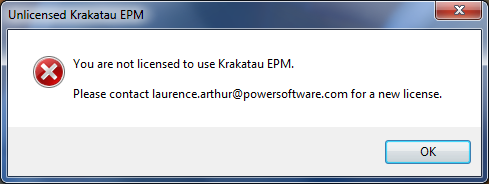 Unlicensed Krakatau EPM
You are not licensed to use Krakatau EPM.
Please contact laurence.arthur@powersoftware.com for a new license.
OK